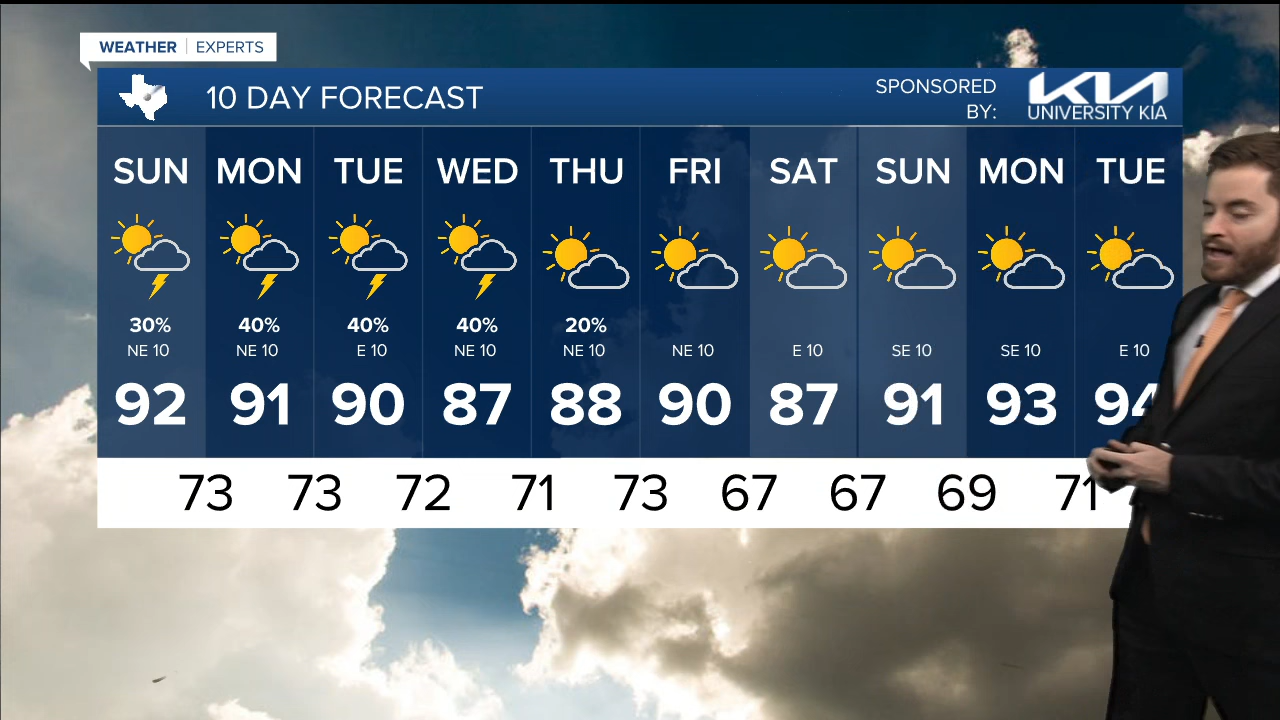 WEATHER | EXPERTS
10 DAY FORECAST
SPONSORED BY:
KIA
UNIVERSITY KIA
SUN MON TUE WED THU FRI SAT SUN MON TUE
30% 40% 40% 40% 20%
NE 10 NE 10 E 10 NE 10 NE 10 NE 10 E 10 SE 10 SE 10 E 10
92 91 90 87 88 90 87 91 93 94
73 73 72 71 73 67 67 69 71